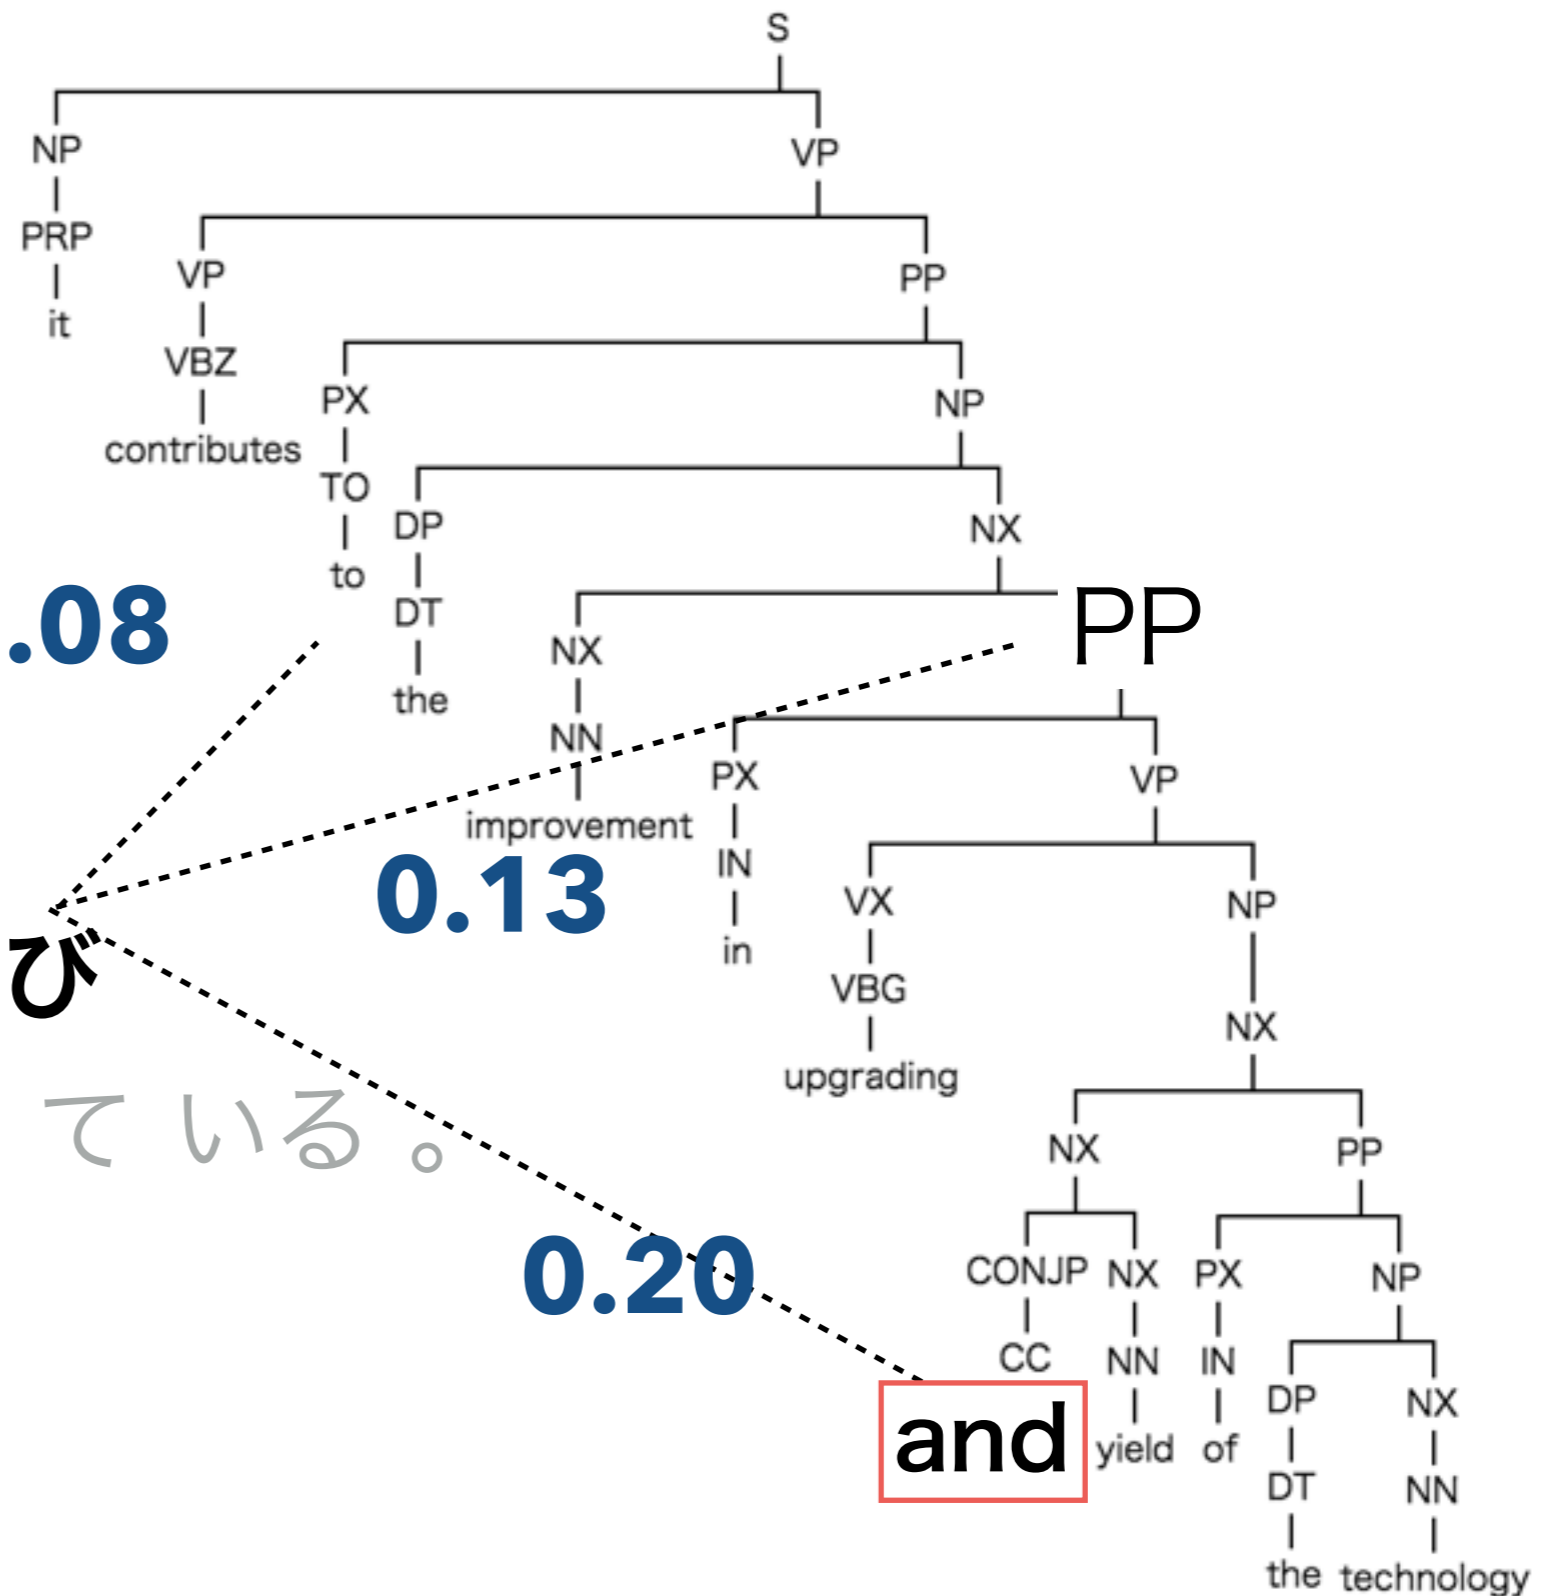 S
NP VP
PRP
VP PP
it
VBZ
PX NP
contributes
TO
DP NX
to
.08 DT PP
NX
the
NN
PX VP
improvement
IN
0.13 VX NP
in
び VBG
NX
upgrading
て いる 。
NX PP
0.20 CONJP NX PX NP
CC NN IN
DP NX
and yield of
DT NN
the technology